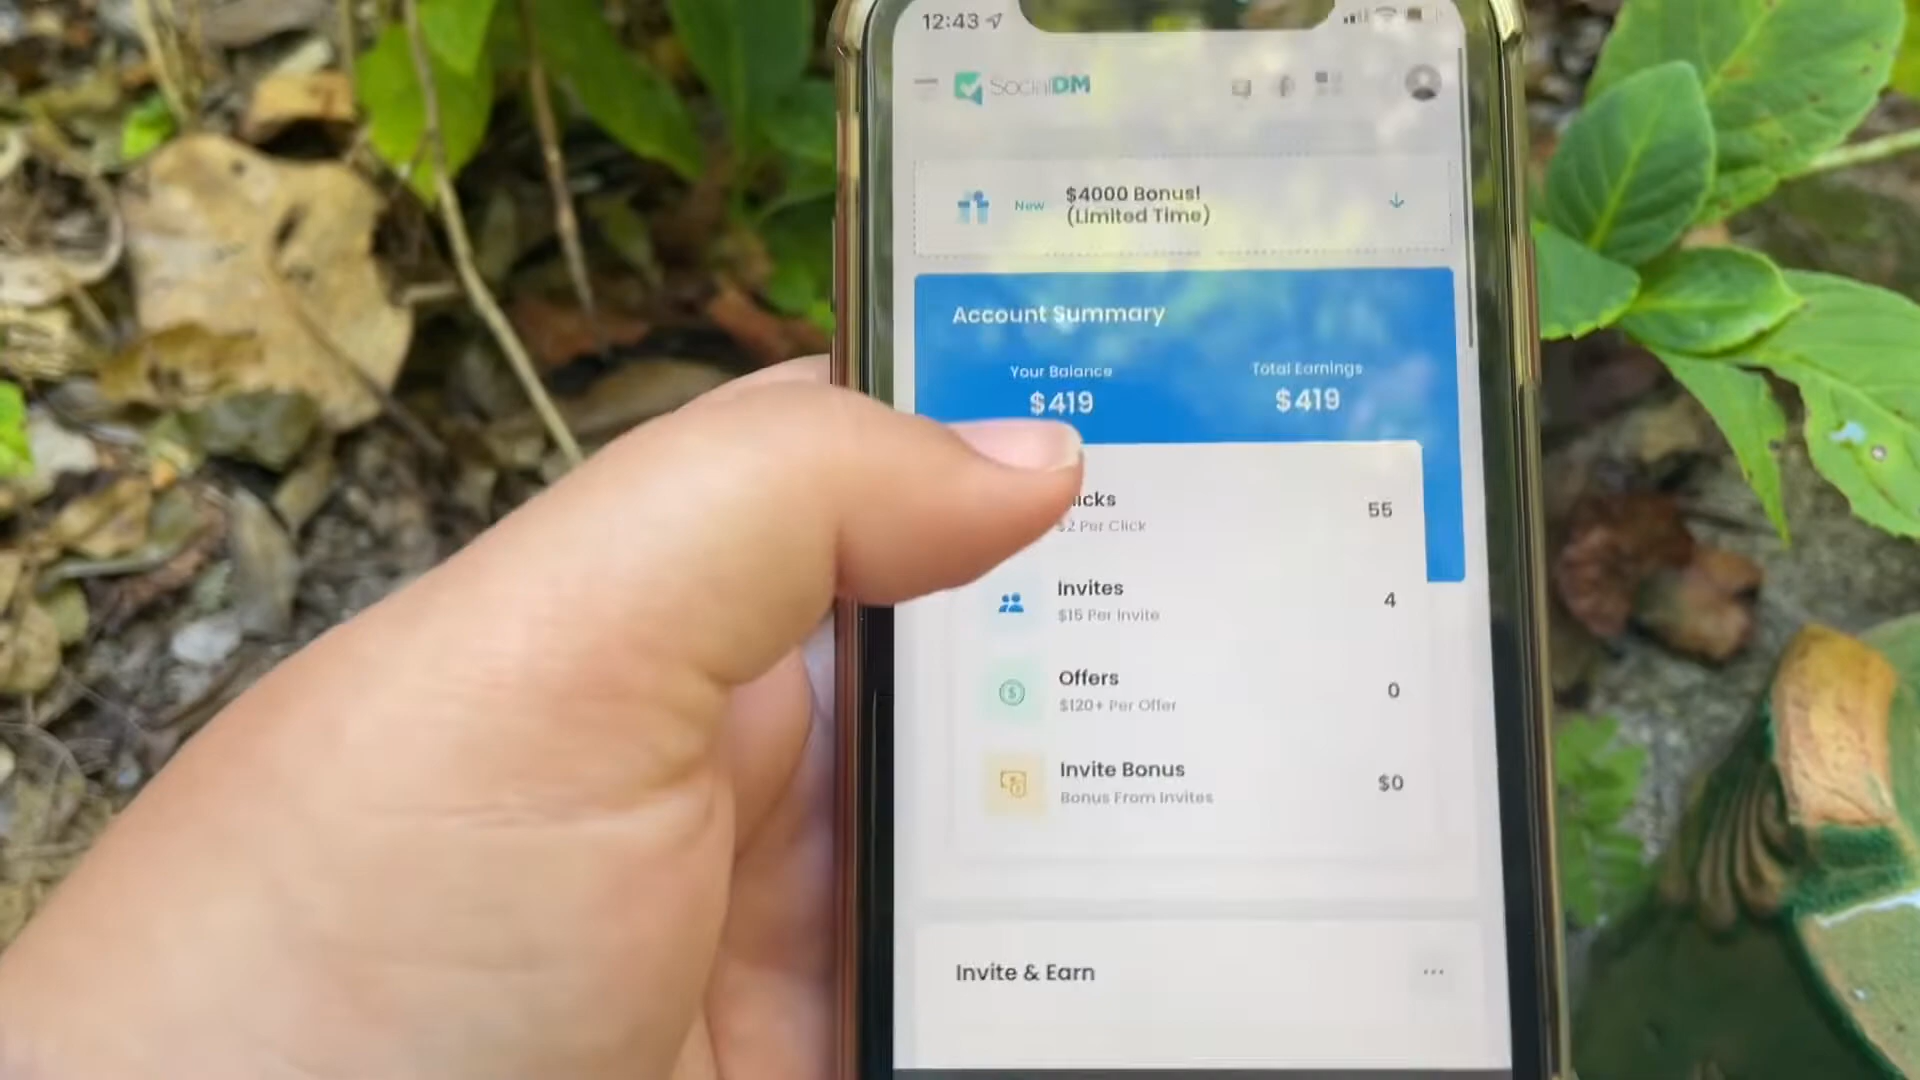 12:43
SocialDM
New
$4000 Bonus!
(Limited Time)
Account Summary
Your Balance
Total Earnings
$419
$419
licks
$2 Per Click
55
Invites
$15 Per Invite
4
Offers
$120+ Per Offer
0
Invite Bonus
Bonus From Invites
$0
Invite & Earn